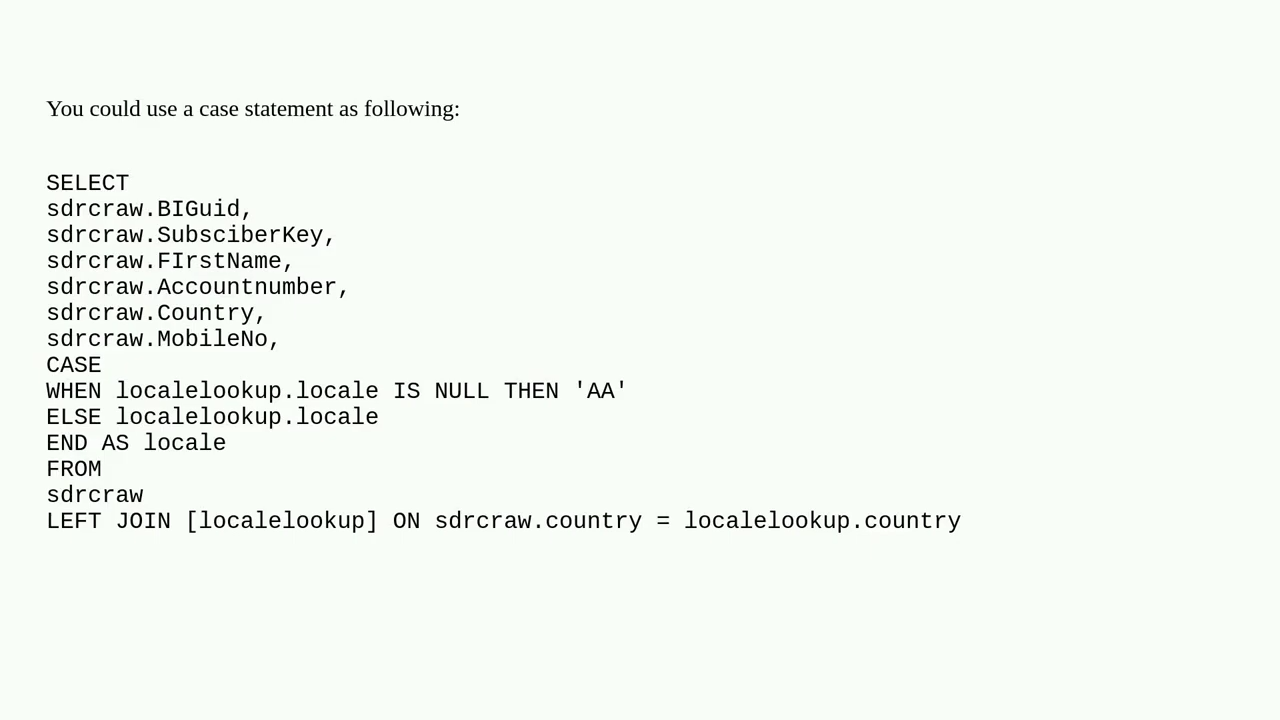 You could use a case statement as following:
SELECT
sdrcraw.BIGuid,
sdrcraw.SubsciberKey,
sdrcraw.FIrstName,
sdrcraw.Accountnumber,
sdrcraw.Country,
sdrcraw.MobileNo,
CASE
WHEN localelookup.locale IS NULL THEN 'AA'
ELSE localelookup.locale
END AS locale
FROM
sdrcraw
LEFT JOIN [localelookup] ON sdrcraw.country = localelookup.country